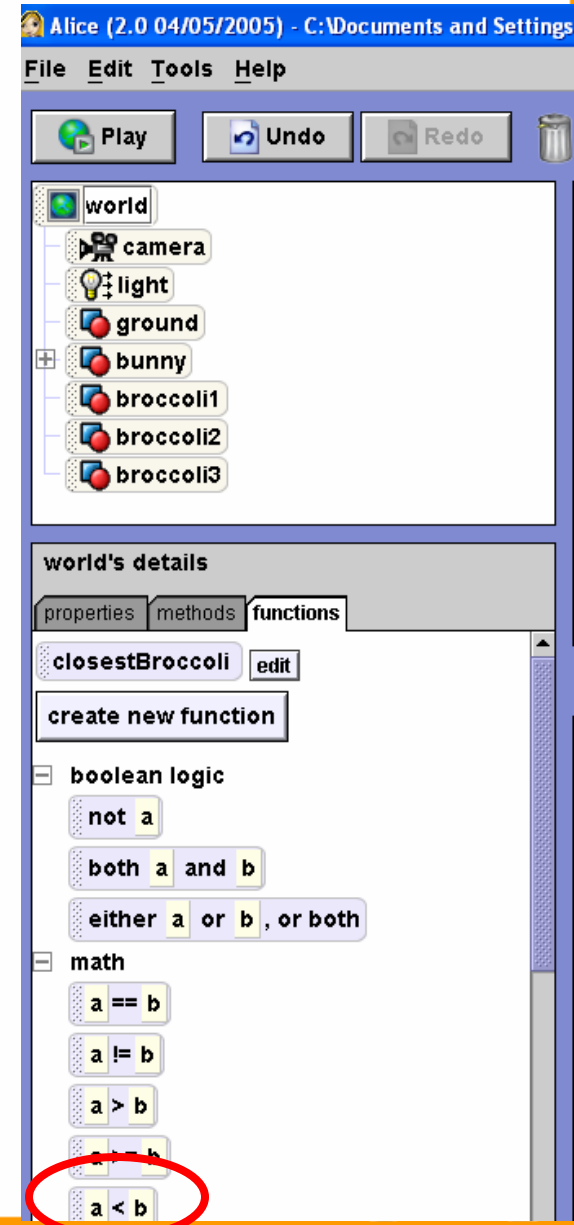 Alice (2.0 04/05/2005) - C:\Documents and Settings
File Edit Tools Help
Play Undo Redo
world
camera
light
ground
bunny
broccoli1
broccoli2
broccoli3
world's details
properties methods functions
closestBroccoli edit
create new function
boolean logic
not a
both a and b
either a or b , or both
math
a == b
a != b
a > b
a >= b
a < b